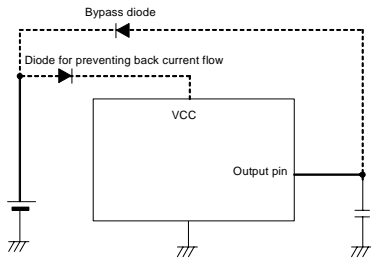 Bypass diode
Diode for preventing back current flow
VCC
Output pin